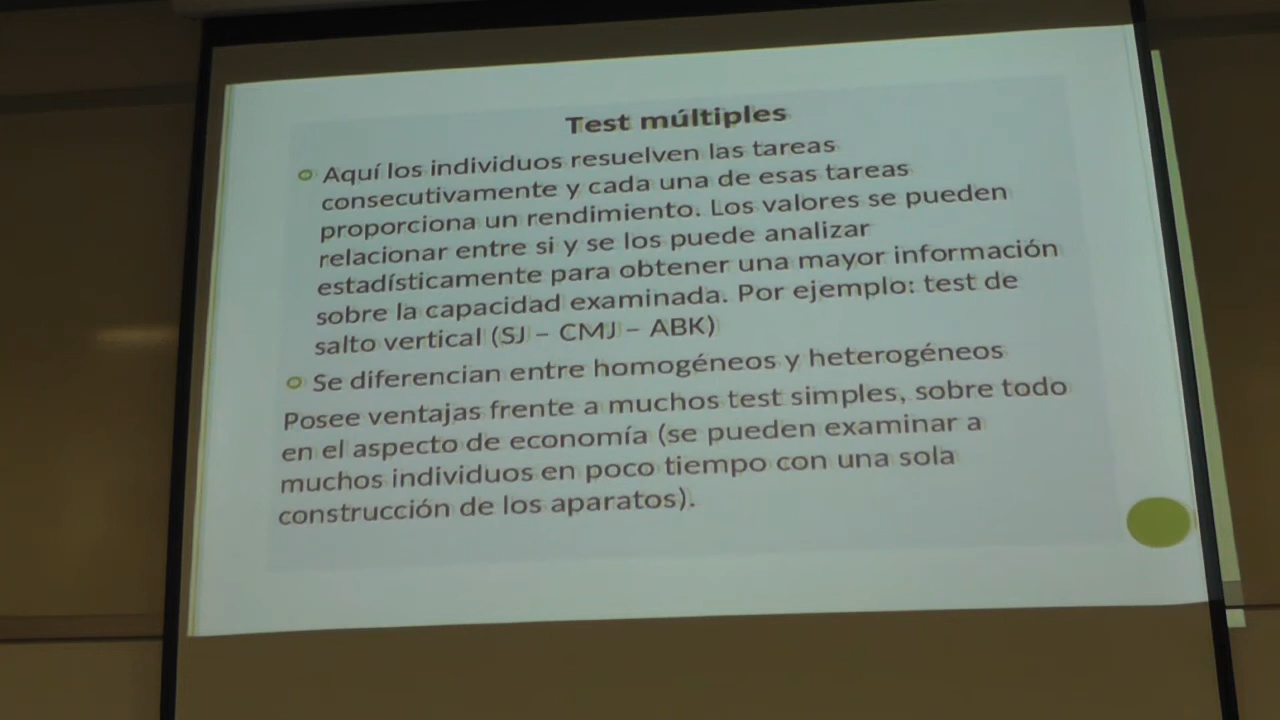 Test múltiples
Aquí los individuos resuelven las tareas
consecutivamente y cada una de esas tareas
proporciona un rendimiento. Los valores se pueden
relacionar entre si y se los puede analizar
estadísticamente para obtener una mayor información
sobre la capacidad examinada. Por ejemplo: test de
salto vertical (SJ – CMJ – ABK)
Se diferencian entre homogéneos y heterogéneos
Posee ventajas frente a muchos test simples, sobre todo
en el aspecto de economía (se pueden examinar a
muchos individuos en poco tiempo con una sola
construcción de los aparatos).